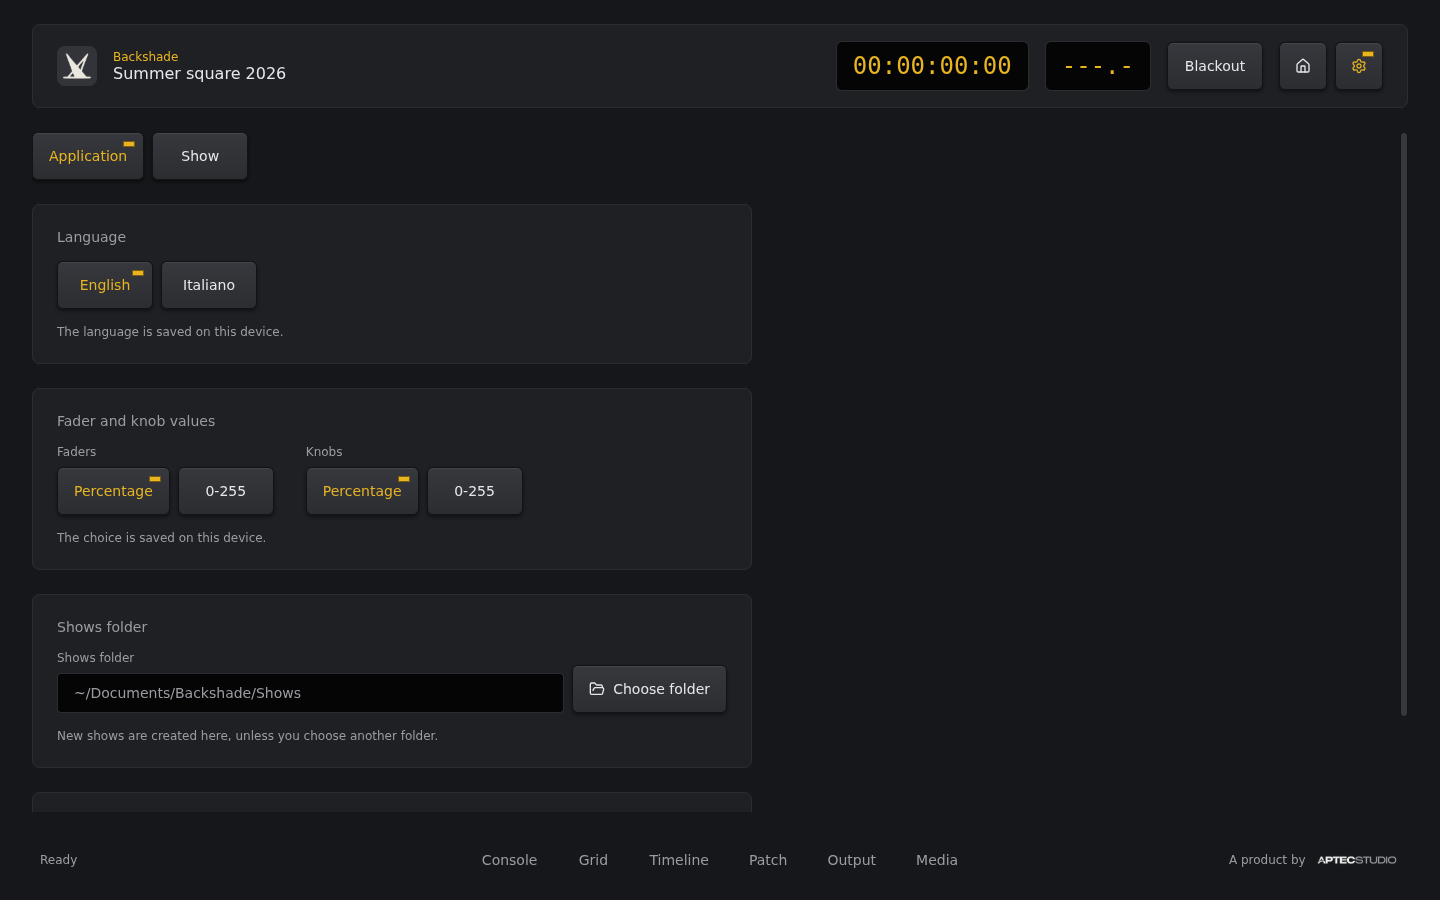 Backshade
Summer square 2026
00:00:00:00
---.-
Blackout
Application
Show
Language
English
Italiano
The language is saved on this device.
Fader and knob values
Faders
Knobs
Percentage
0-255
Percentage
0-255
The choice is saved on this device.
Shows folder
Shows folder
~/Documents/Backshade/Shows
Choose folder
New shows are created here, unless you choose another folder.
Ready
Console
Grid
Timeline
Patch
Output
Media
A product by
APTECSTUDIO